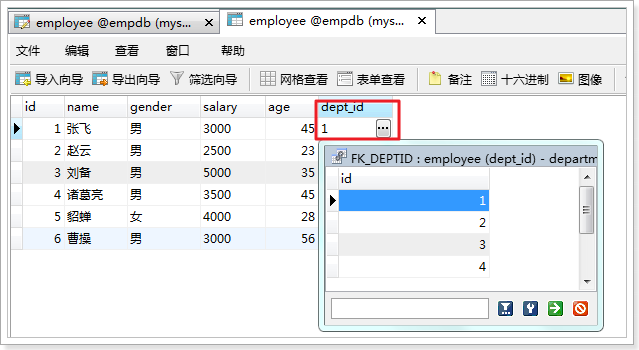 employee @empdb (mys... employee @empdb (mys...
文件 编辑 查看 窗口 帮助
导入向导 导出向导 筛选向导 网格查看 表单查看 备注 十六进制 图像
id name gender salary age dept_id
1 张飞 男 3000 45 1 ...
2 赵云 男 2500 23
3 刘备 男 5000 35
4 诸葛亮 男 3500 45
5 貂蝉 女 4000 28
6 曹操 男 3000 56
FK_DEPTID : employee (dept_id) - departm
id
1
2
3
4